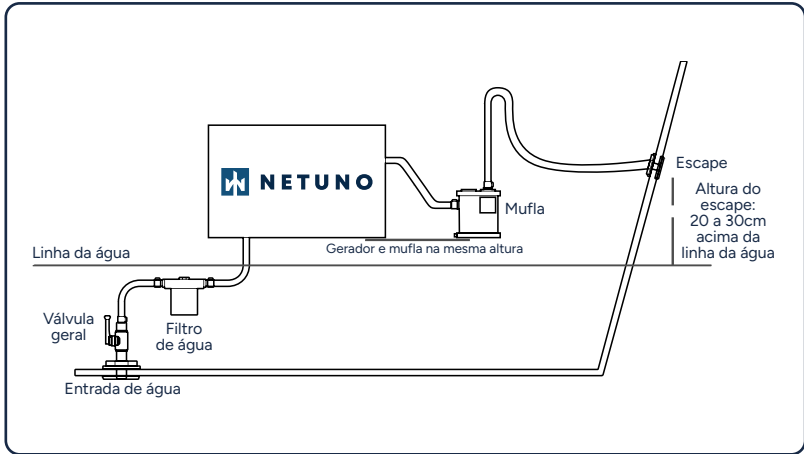 NETUNO
Escape
Mufla
Altura do
escape:
20 a 30cm
acima da
linha da água
Gerador e mufla na mesma altura
Linha da água
Válvula
geral
Filtro
de água
Entrada de água